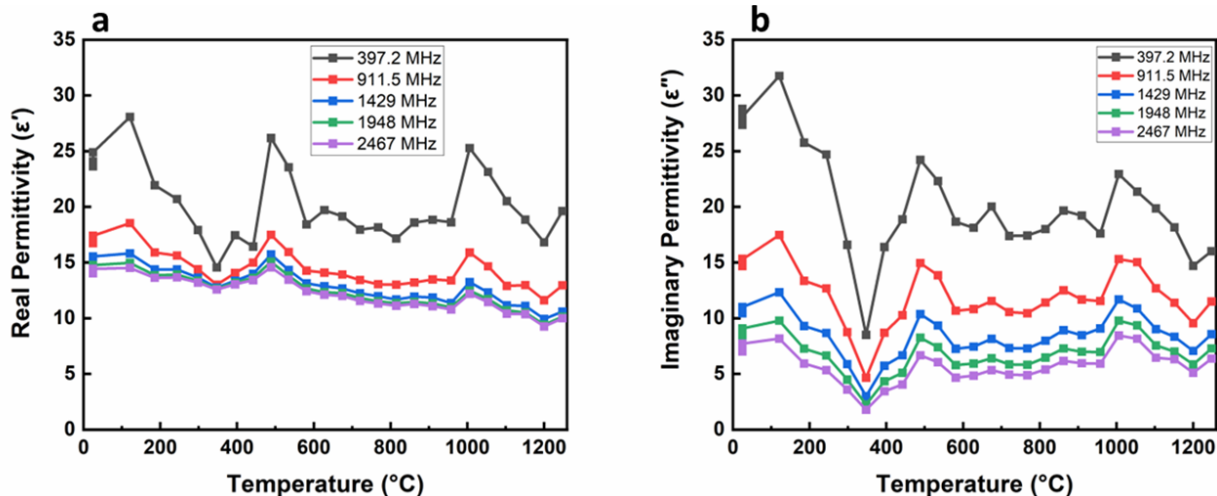 a
35
30
25
20
15
10
5
0
Real Permittivity (ε′)
397.2 MHz
911.5 MHz
1429 MHz
1948 MHz
2467 MHz
0 200 400 600 800 1000 1200
Temperature (°C)
b
35
30
25
20
15
10
5
0
Imaginary Permittivity (ε″)
397.2 MHz
911.5 MHz
1429 MHz
1948 MHz
2467 MHz
0 200 400 600 800 1000 1200
Temperature (°C)